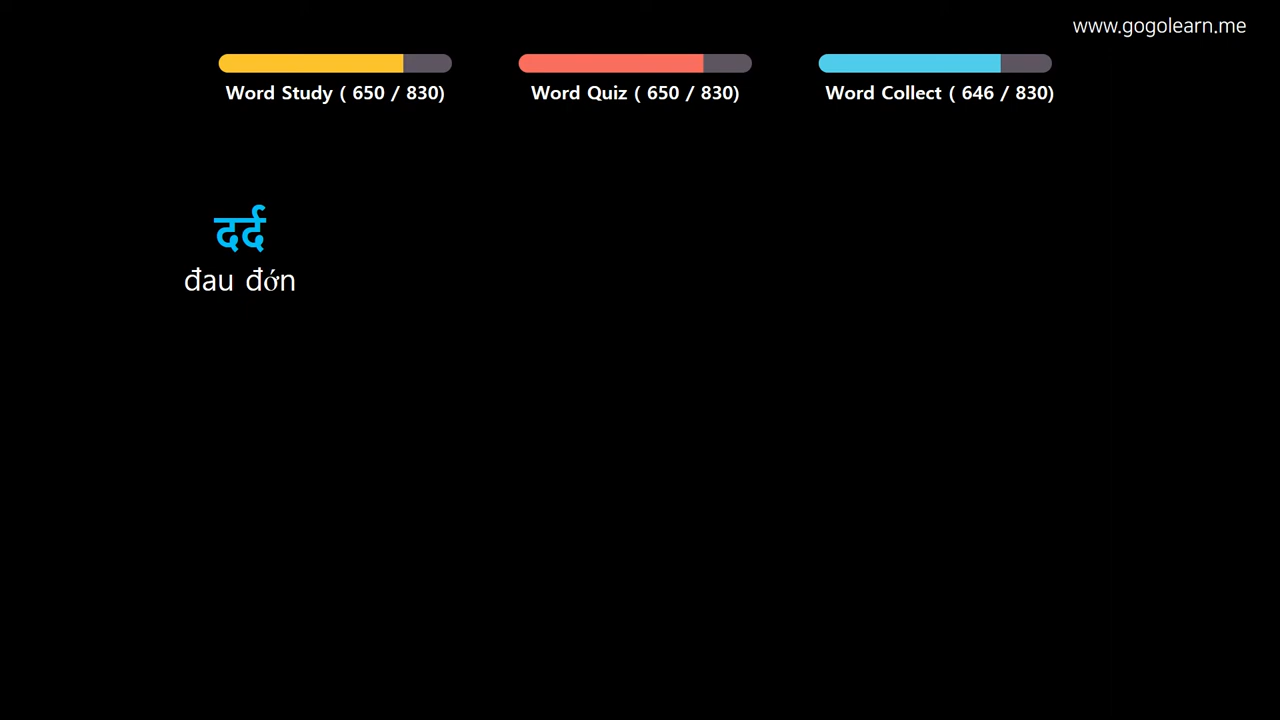 www.gogolearn.me
Word Study ( 650 / 830)
Word Quiz ( 650 / 830)
Word Collect ( 646 / 830)
दर्द
đau đớn